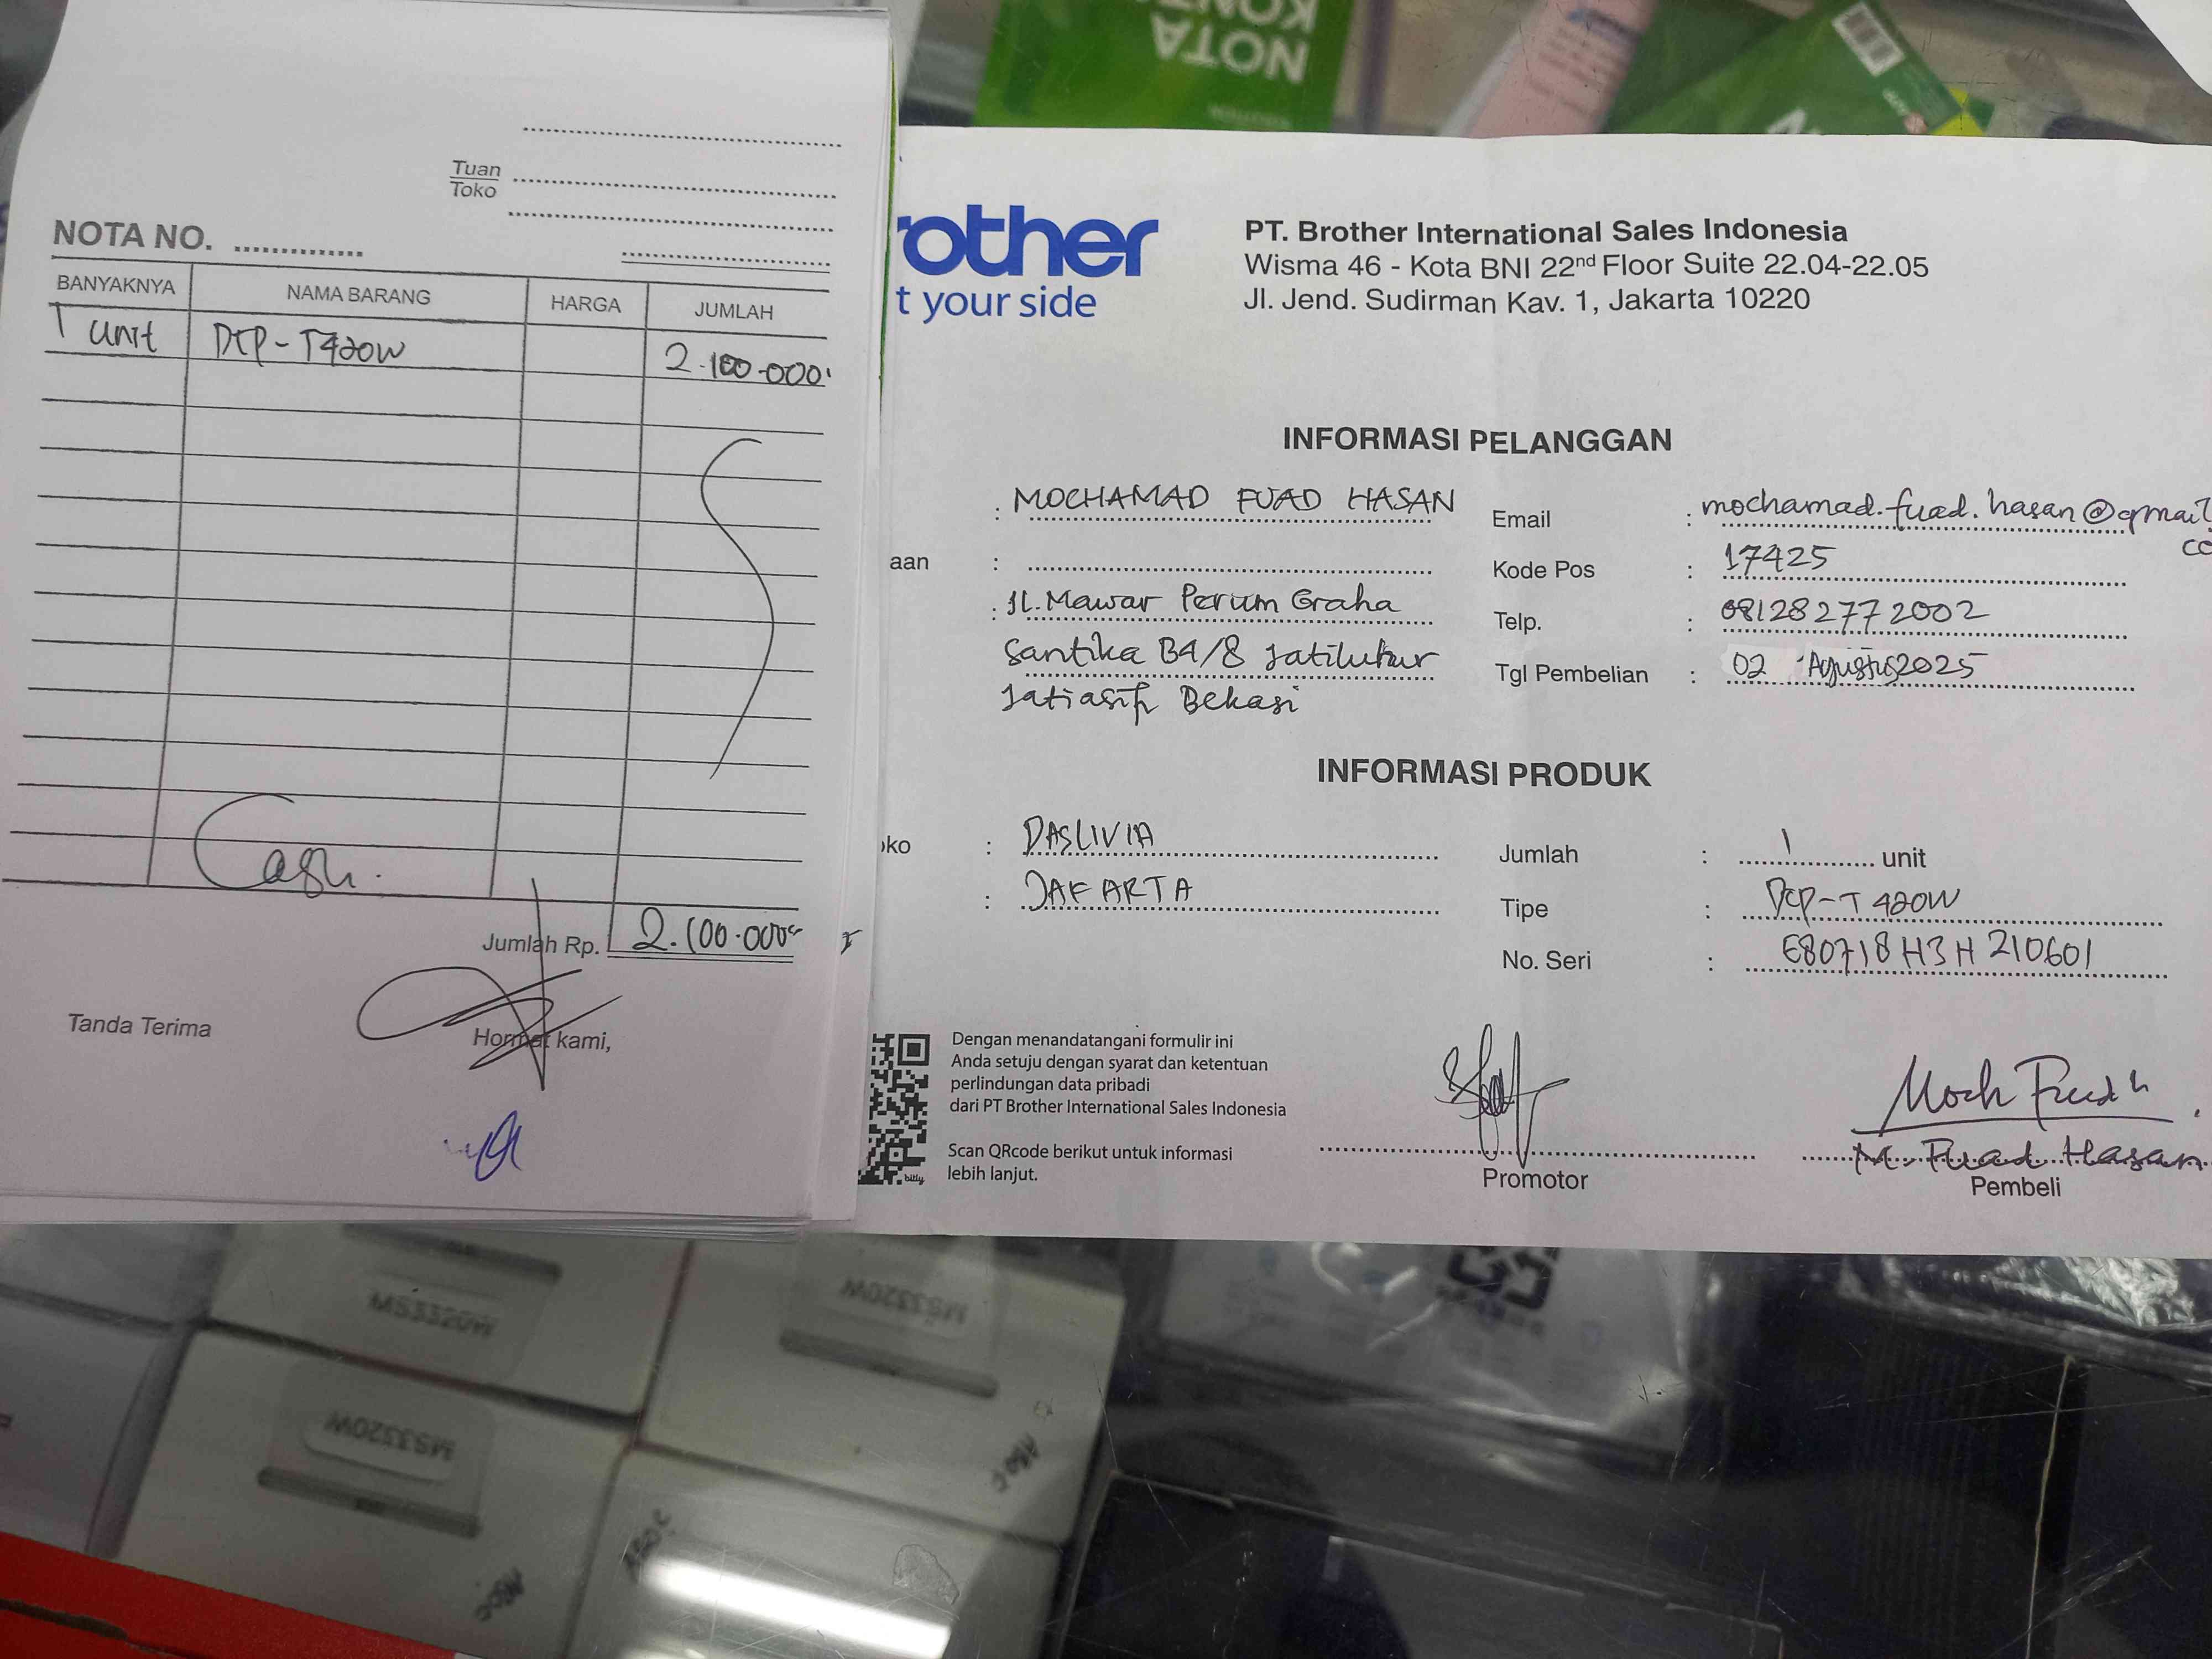 NOTA
Tuan
Toko
NOTA NO. ..............
BANYAKNYA NAMA BARANG HARGA JUMLAH
1 unit DCP-T420W 2.100.000
Cash.
Jumlah Rp. 2.100.000
Tanda Terima Hormat kami,
rother
t your side
PT. Brother International Sales Indonesia
Wisma 46 - Kota BNI 22nd Floor Suite 22.04-22.05
Jl. Jend. Sudirman Kav. 1, Jakarta 10220
INFORMASI PELANGGAN
: MOCHAMAD FUAD HASAN Email : mochamad.fuad.hasan@gmail
co
aan : Kode Pos : 17425
: Jl. Mawar Perum Graha Telp. : 081282772002
Santika B4/8 Jatiluhur Tgl Pembelian : 02 Agustus 2025
Jatiasih Bekasi
INFORMASI PRODUK
oko : DASLIVIA Jumlah : 1 unit
: JAKARTA Tipe : DCP-T420W
No. Seri : E80718H3H210601
Dengan menandatangani formulir ini
Anda setuju dengan syarat dan ketentuan
perlindungan data pribadi
dari PT Brother International Sales Indonesia
Scan QRcode berikut untuk informasi
lebih lanjut.
bitly
Promotor
Moch Fuad h
M. Fuad Hasan
Pembeli
MS3320W
MS3320W
MS3320W